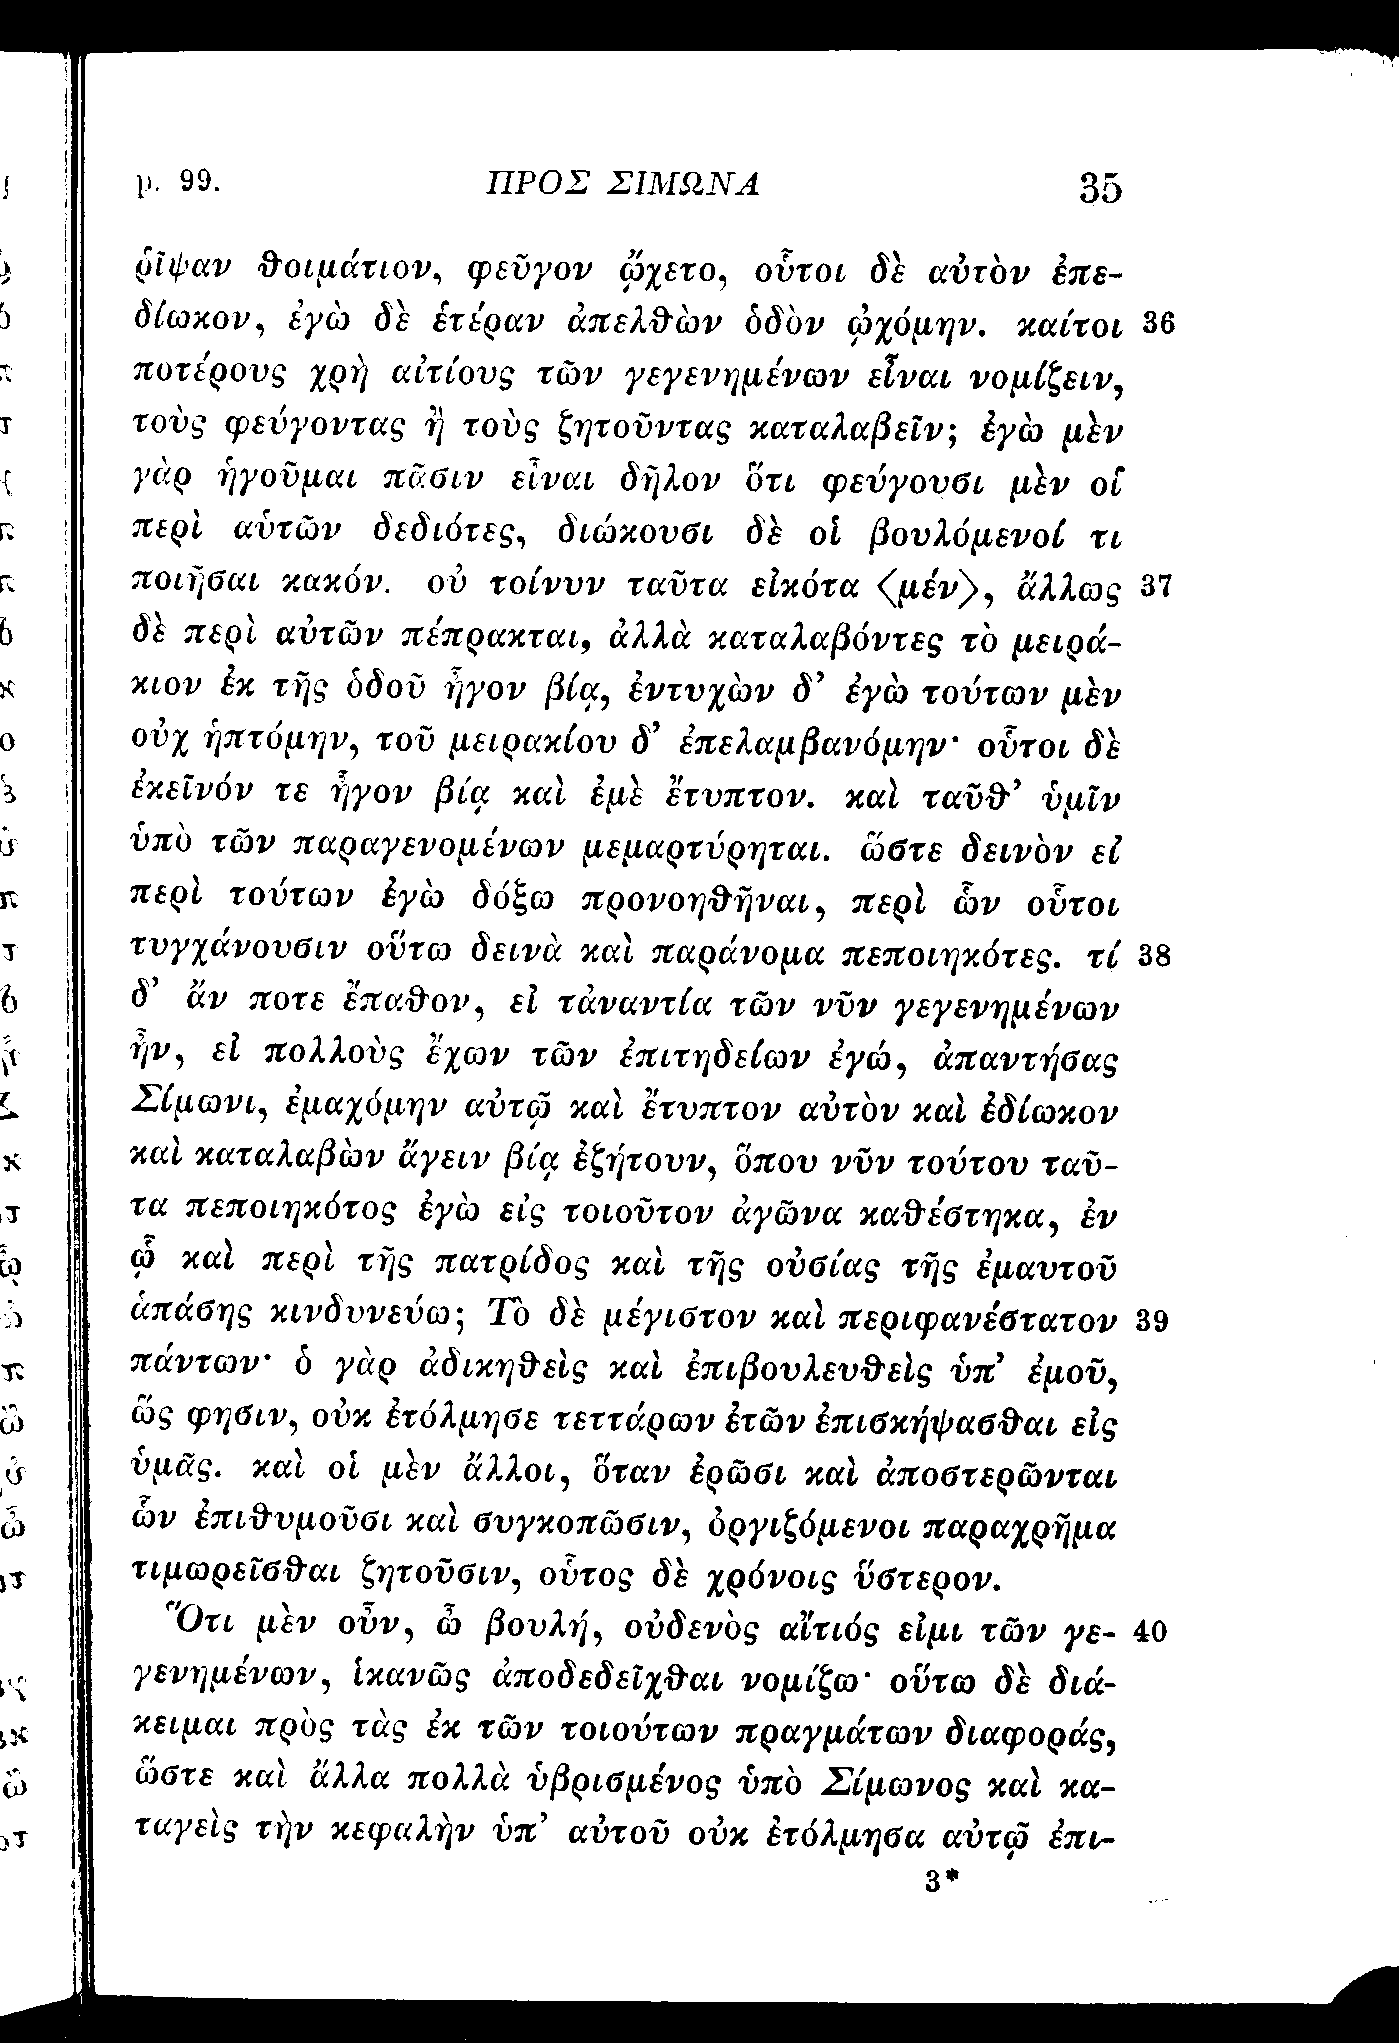 p. 99. ΠΡΟΣ ΣΙΜΩΝΑ 35
ῥῖψαν θοιμάτιον, φεῦγον ᾤχετο, οὗτοι δὲ αὐτὸν ἐπε-
δίωκον, ἐγὼ δὲ ἑτέραν ἀπελθὼν ὁδὸν ᾠχόμην. καίτοι 36
ποτέρους χρὴ αἰτίους τῶν γεγενημένων εἶναι νομίζειν,
τοὺς φεύγοντας ἢ τοὺς ζητοῦντας καταλαβεῖν; ἐγὼ μὲν
γὰρ ἡγοῦμαι πᾶσιν εἶναι δῆλον ὅτι φεύγουσι μὲν οἱ
περὶ αὑτῶν δεδιότες, διώκουσι δὲ οἱ βουλόμενοί τι
ποιῆσαι κακόν. οὐ τοίνυν ταῦτα εἰκότα ⟨μέν⟩, ἄλλως 37
δὲ περὶ αὐτῶν πέπρακται, ἀλλὰ καταλαβόντες τὸ μειρά-
κιον ἐκ τῆς ὁδοῦ ἦγον βίᾳ, ἐντυχὼν δ’ ἐγὼ τούτων μὲν
οὐχ ἡπτόμην, τοῦ μειρακίου δ’ ἐπελαμβανόμην· οὗτοι δὲ
ἐκεῖνόν τε ἦγον βίᾳ καὶ ἐμὲ ἔτυπτον. καὶ ταῦθ’ ὑμῖν
ὑπὸ τῶν παραγενομένων μεμαρτύρηται. ὥστε δεινὸν εἰ
περὶ τούτων ἐγὼ δόξω προνοηθῆναι, περὶ ὧν οὗτοι
τυγχάνουσιν οὕτω δεινὰ καὶ παράνομα πεποιηκότες. τί 38
δ’ ἄν ποτε ἔπαθον, εἰ τἀναντία τῶν νῦν γεγενημένων
ἦν, εἰ πολλοὺς ἔχων τῶν ἐπιτηδείων ἐγώ, ἀπαντήσας
Σίμωνι, ἐμαχόμην αὐτῷ καὶ ἔτυπτον αὐτὸν καὶ ἐδίωκον
καὶ καταλαβὼν ἄγειν βίᾳ ἐζήτουν, ὅπου νῦν τούτου ταῦ-
τα πεποιηκότος ἐγὼ εἰς τοιοῦτον ἀγῶνα καθέστηκα, ἐν
ᾧ καὶ περὶ τῆς πατρίδος καὶ τῆς οὐσίας τῆς ἐμαυτοῦ
ἁπάσης κινδυνεύω; Τὸ δὲ μέγιστον καὶ περιφανέστατον 39
πάντων· ὁ γὰρ ἀδικηθεὶς καὶ ἐπιβουλευθεὶς ὑπ’ ἐμοῦ,
ὥς φησιν, οὐκ ἐτόλμησε τεττάρων ἐτῶν ἐπισκήψασθαι εἰς
ὑμᾶς. καὶ οἱ μὲν ἄλλοι, ὅταν ἐρῶσι καὶ ἀποστερῶνται
ὧν ἐπιθυμοῦσι καὶ συγκοπῶσιν, ὀργιζόμενοι παραχρῆμα
τιμωρεῖσθαι ζητοῦσιν, οὗτος δὲ χρόνοις ὕστερον.
Ὅτι μὲν οὖν, ὦ βουλή, οὐδενὸς αἴτιός εἰμι τῶν γε- 40
γενημένων, ἱκανῶς ἀποδεδεῖχθαι νομίζω· οὕτω δὲ διά-
κειμαι πρὸς τὰς ἐκ τῶν τοιούτων πραγμάτων διαφοράς,
ὥστε καὶ ἄλλα πολλὰ ὑβρισμένος ὑπὸ Σίμωνος καὶ κα-
ταγεὶς τὴν κεφαλὴν ὑπ’ αὐτοῦ οὐκ ἐτόλμησα αὐτῷ ἐπι-
3*